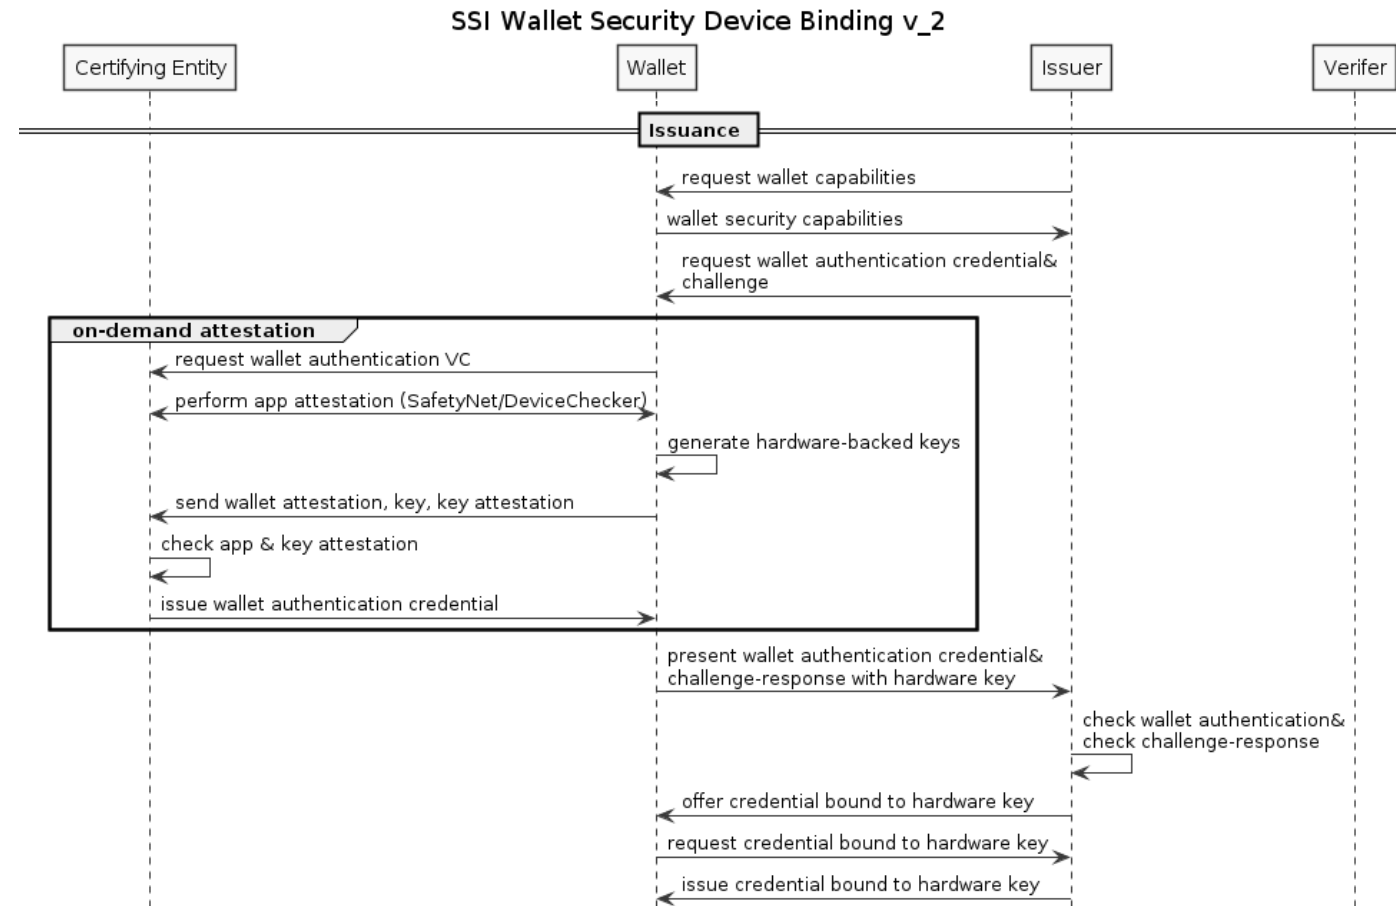 SSI Wallet Security Device Binding v_2
Certifying Entity
Wallet
Issuer
Verifer
Issuance
request wallet capabilities
wallet security capabilities
request wallet authentication credential&
challenge
on-demand attestation
request wallet authentication VC
perform app attestation (SafetyNet/DeviceChecker)
generate hardware-backed keys
send wallet attestation, key, key attestation
check app & key attestation
issue wallet authentication credential
present wallet authentication credential&
challenge-response with hardware key
check wallet authentication&
check challenge-response
offer credential bound to hardware key
request credential bound to hardware key
issue credential bound to hardware key